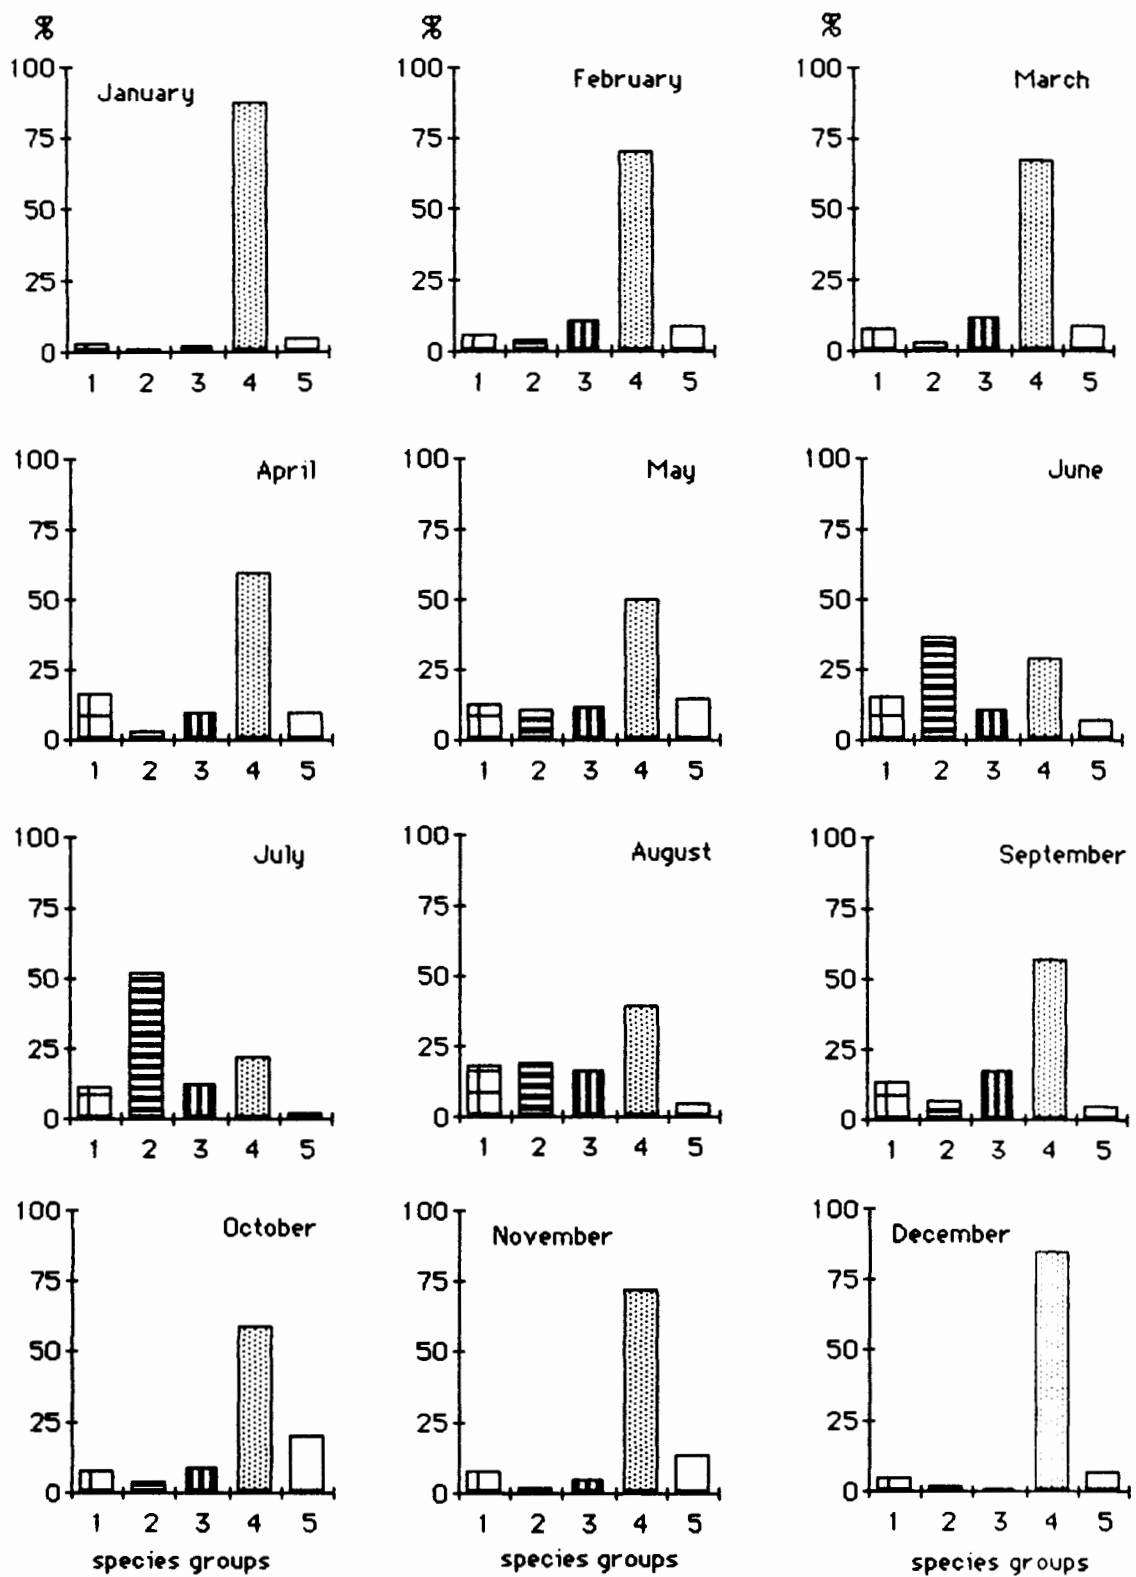 % % %
100 January
75
50
25
0
1 2 3 4 5
100 February
75
50
25
0
1 2 3 4 5
100 March
75
50
25
0
1 2 3 4 5
100 April
75
50
25
0
1 2 3 4 5
100 May
75
50
25
0
1 2 3 4 5
100 June
75
50
25
0
1 2 3 4 5
100 July
75
50
25
0
1 2 3 4 5
100 August
75
50
25
0
1 2 3 4 5
100 September
75
50
25
0
1 2 3 4 5
100 October
75
50
25
0
1 2 3 4 5
species groups
100 November
75
50
25
0
1 2 3 4 5
species groups
100 December
75
50
25
0
1 2 3 4 5
species groups